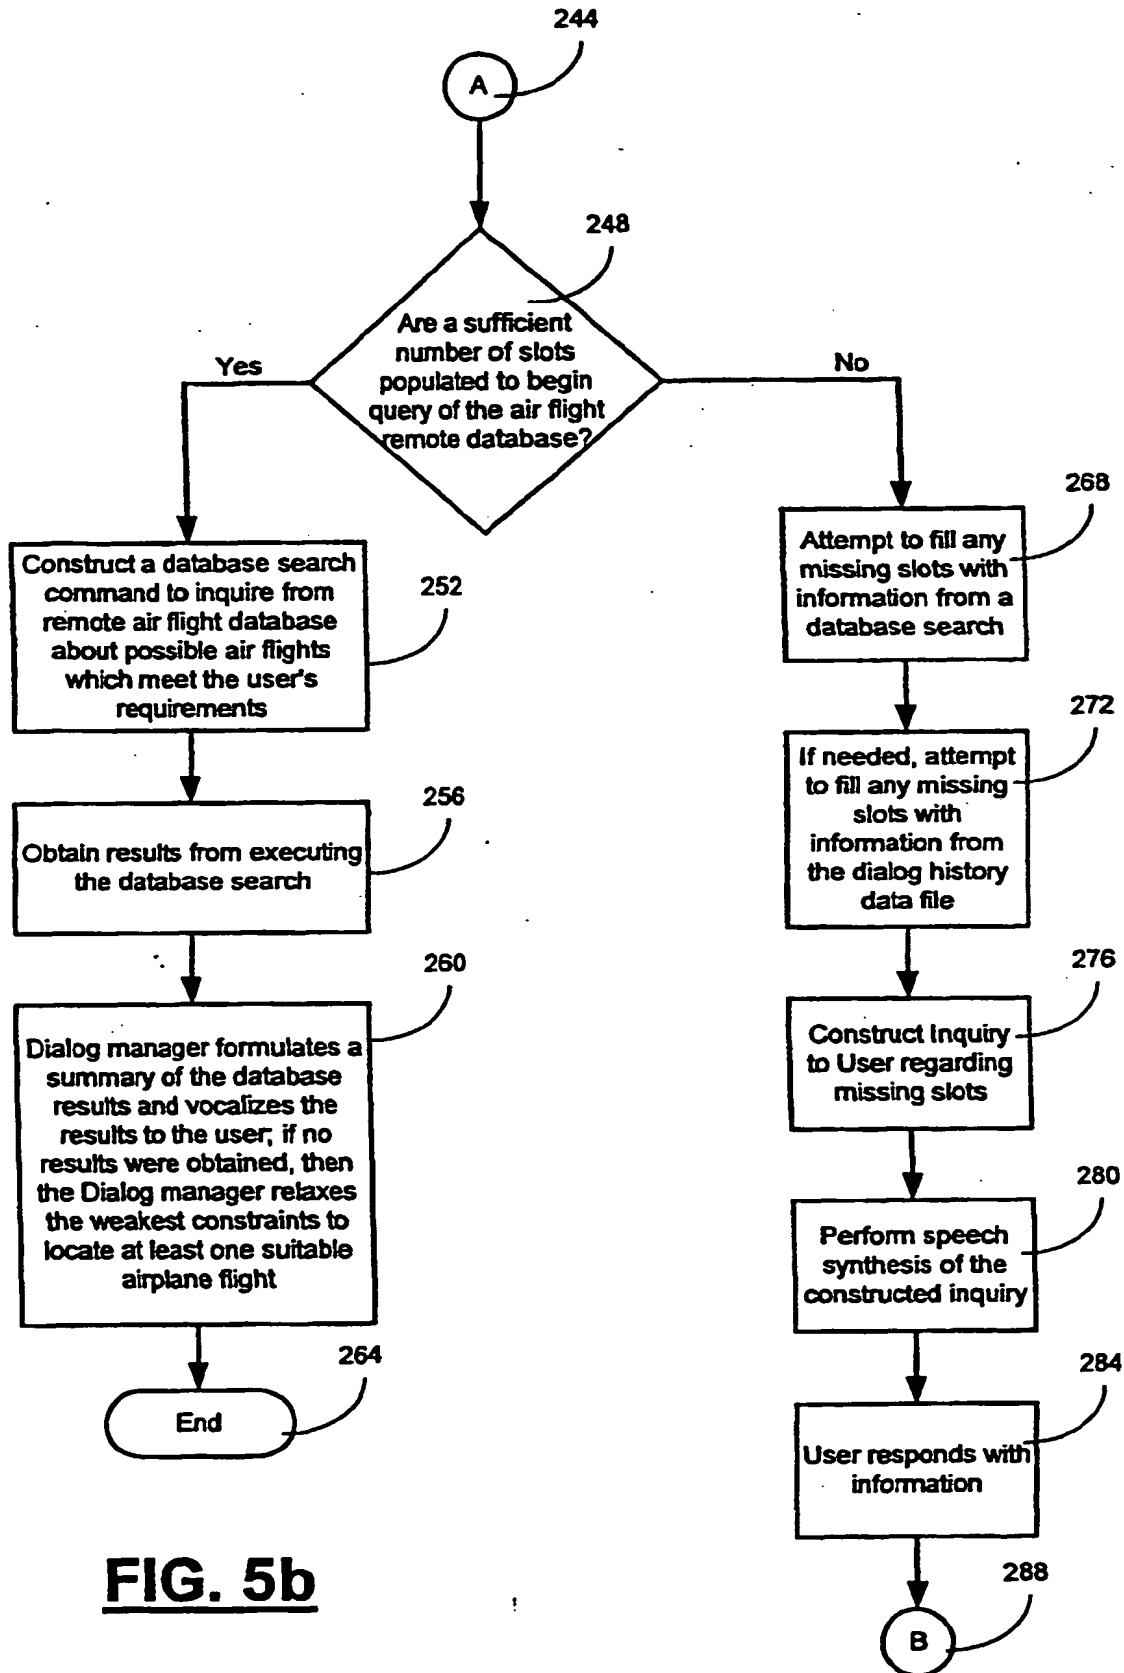 244
A
248
Are a sufficient
number of slots
populated to begin
query of the air flight
remote database?
Yes
No
Construct a database search
command to inquire from
remote air flight database
about possible air flights
which meet the user's
requirements
252
Obtain results from executing
the database search
256
Dialog manager formulates a
summary of the database
results and vocalizes the
results to the user; if no
results were obtained, then
the Dialog manager relaxes
the weakest constraints to
locate at least one suitable
airplane flight
260
End
264
268
Attempt to fill any
missing slots with
information from a
database search
272
If needed, attempt
to fill any missing
slots with
information from
the dialog history
data file
276
Construct Inquiry
to User regarding
missing slots
280
Perform speech
synthesis of the
constructed inquiry
284
User responds with
information
288
B
FIG. 5b